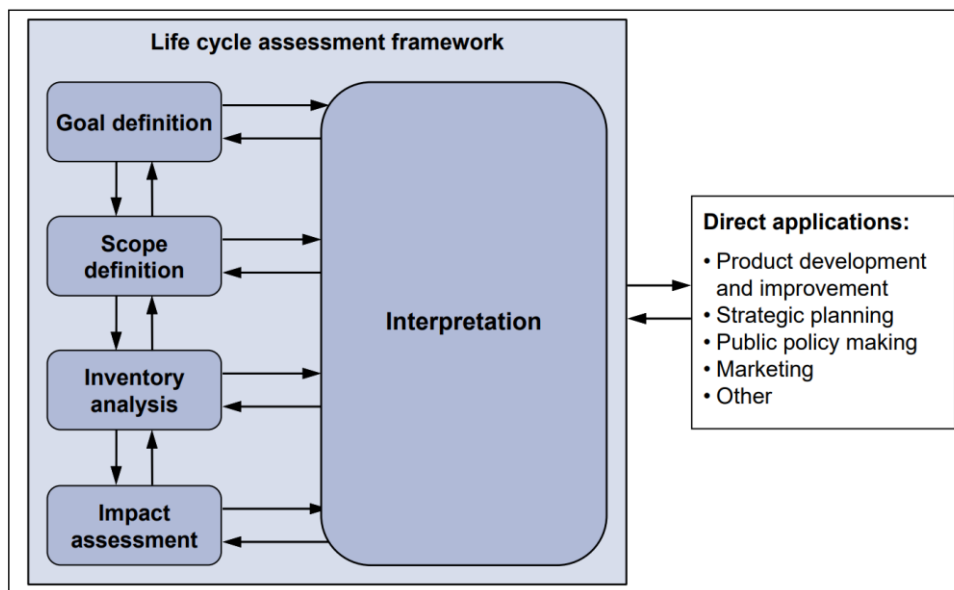 Life cycle assessment framework
Goal definition
Scope
definition
Inventory
analysis
Impact
assessment
Interpretation
Direct applications:
• Product development
and improvement
• Strategic planning
• Public policy making
• Marketing
• Other